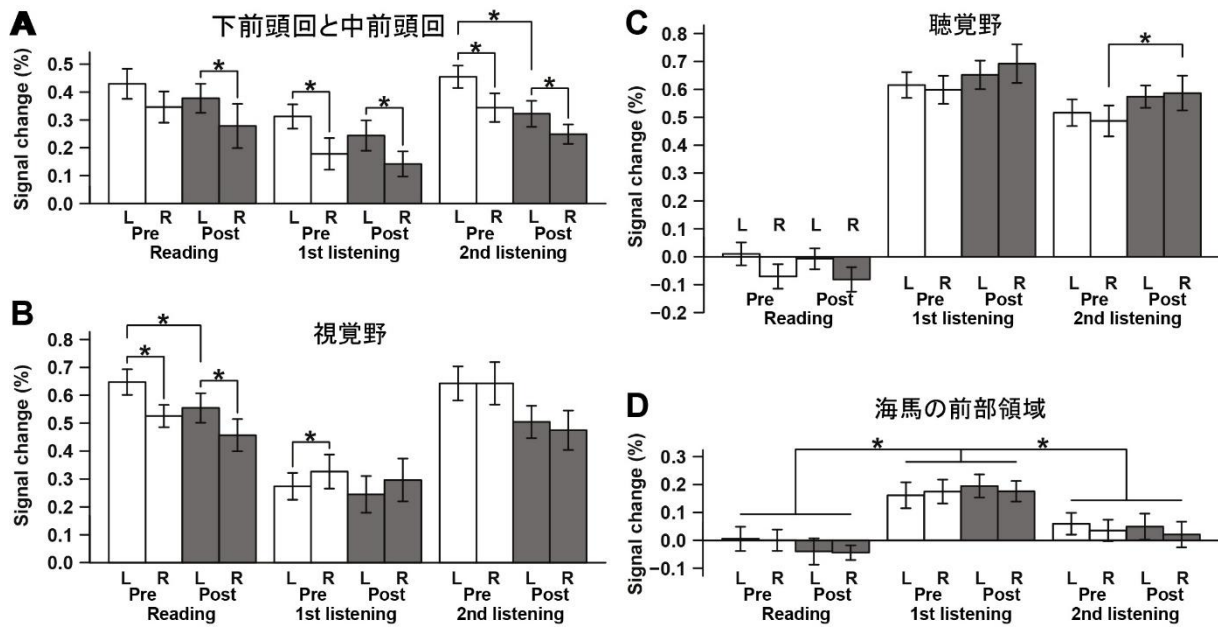 A 下前頭回と中前頭回
Signal change (%)
0.5
0.4
0.3
0.2
0.1
0.0
* * * * * *
L R L R L R L R L R L R
Pre Post Pre Post Pre Post
Reading 1st listening 2nd listening
B 視覚野
Signal change (%)
0.8
0.7
0.6
0.5
0.4
0.3
0.2
0.1
0.0
* * * *
L R L R L R L R L R L R
Pre Post Pre Post Pre Post
Reading 1st listening 2nd listening
C 聴覚野
Signal change (%)
0.8
0.7
0.6
0.5
0.4
0.3
0.2
0.1
0.0
−0.1
−0.2
*
L R L R
L R L R L R L R
Pre Post Pre Post Pre Post
Reading 1st listening 2nd listening
D 海馬の前部領域
Signal change (%)
0.3
0.2
0.1
0.0
−0.1
* *
L R L R L R L R L R L R
Pre Post Pre Post Pre Post
Reading 1st listening 2nd listening